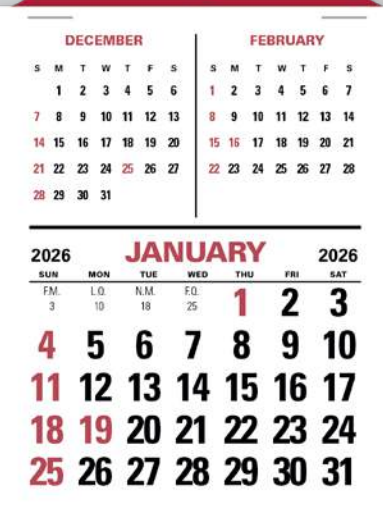 DECEMBER
S M T W T F S
1 2 3 4 5 6
7 8 9 10 11 12 13
14 15 16 17 18 19 20
21 22 23 24 25 26 27
28 29 30 31
FEBRUARY
S M T W T F S
1 2 3 4 5 6 7
8 9 10 11 12 13 14
15 16 17 18 19 20 21
22 23 24 25 26 27 28
2026 JANUARY 2026
SUN MON TUE WED THU FRI SAT
F.M. 3 L.Q. 10 N.M. 18 F.Q. 25 1 2 3
4 5 6 7 8 9 10
11 12 13 14 15 16 17
18 19 20 21 22 23 24
25 26 27 28 29 30 31